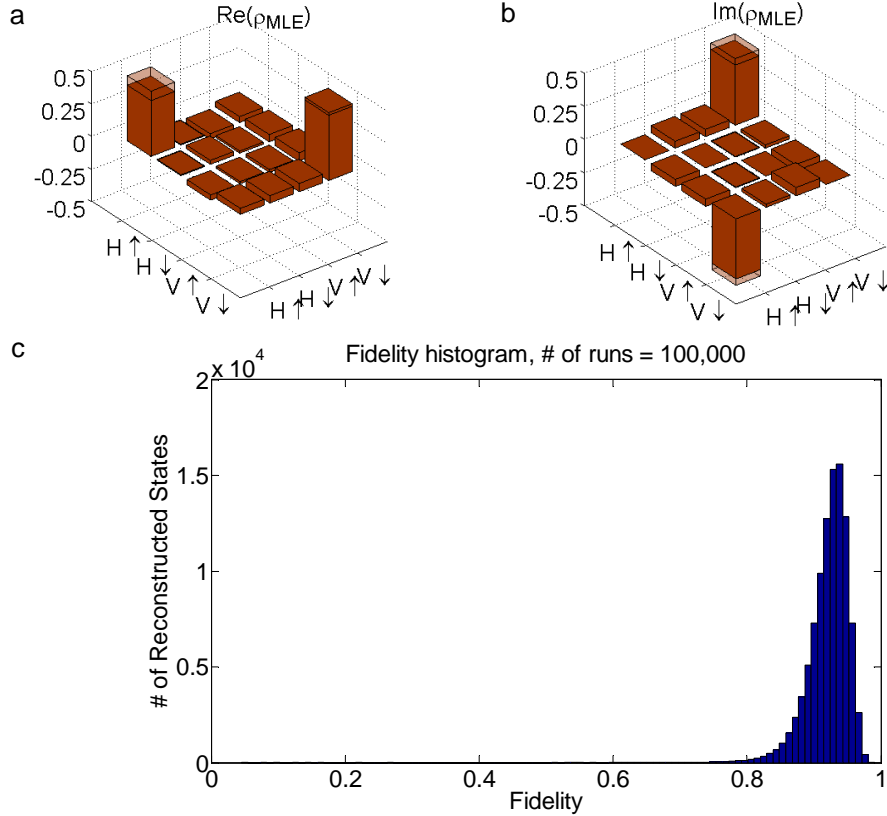 a
Re(ρMLE)
0.5
0.25
0
-0.25
-0.5
H ↑
H ↓
V ↑
V ↓
H ↑
H ↓
V ↑
V ↓
b
Im(ρMLE)
0.5
0.25
0
-0.25
-0.5
H ↑
H ↓
V ↑
V ↓
H ↑
H ↓
V ↑
V ↓
c
Fidelity histogram, # of runs = 100,000
x 10^4
2
1.5
1
0.5
0
# of Reconstructed States
0 0.2 0.4 0.6 0.8 1
Fidelity